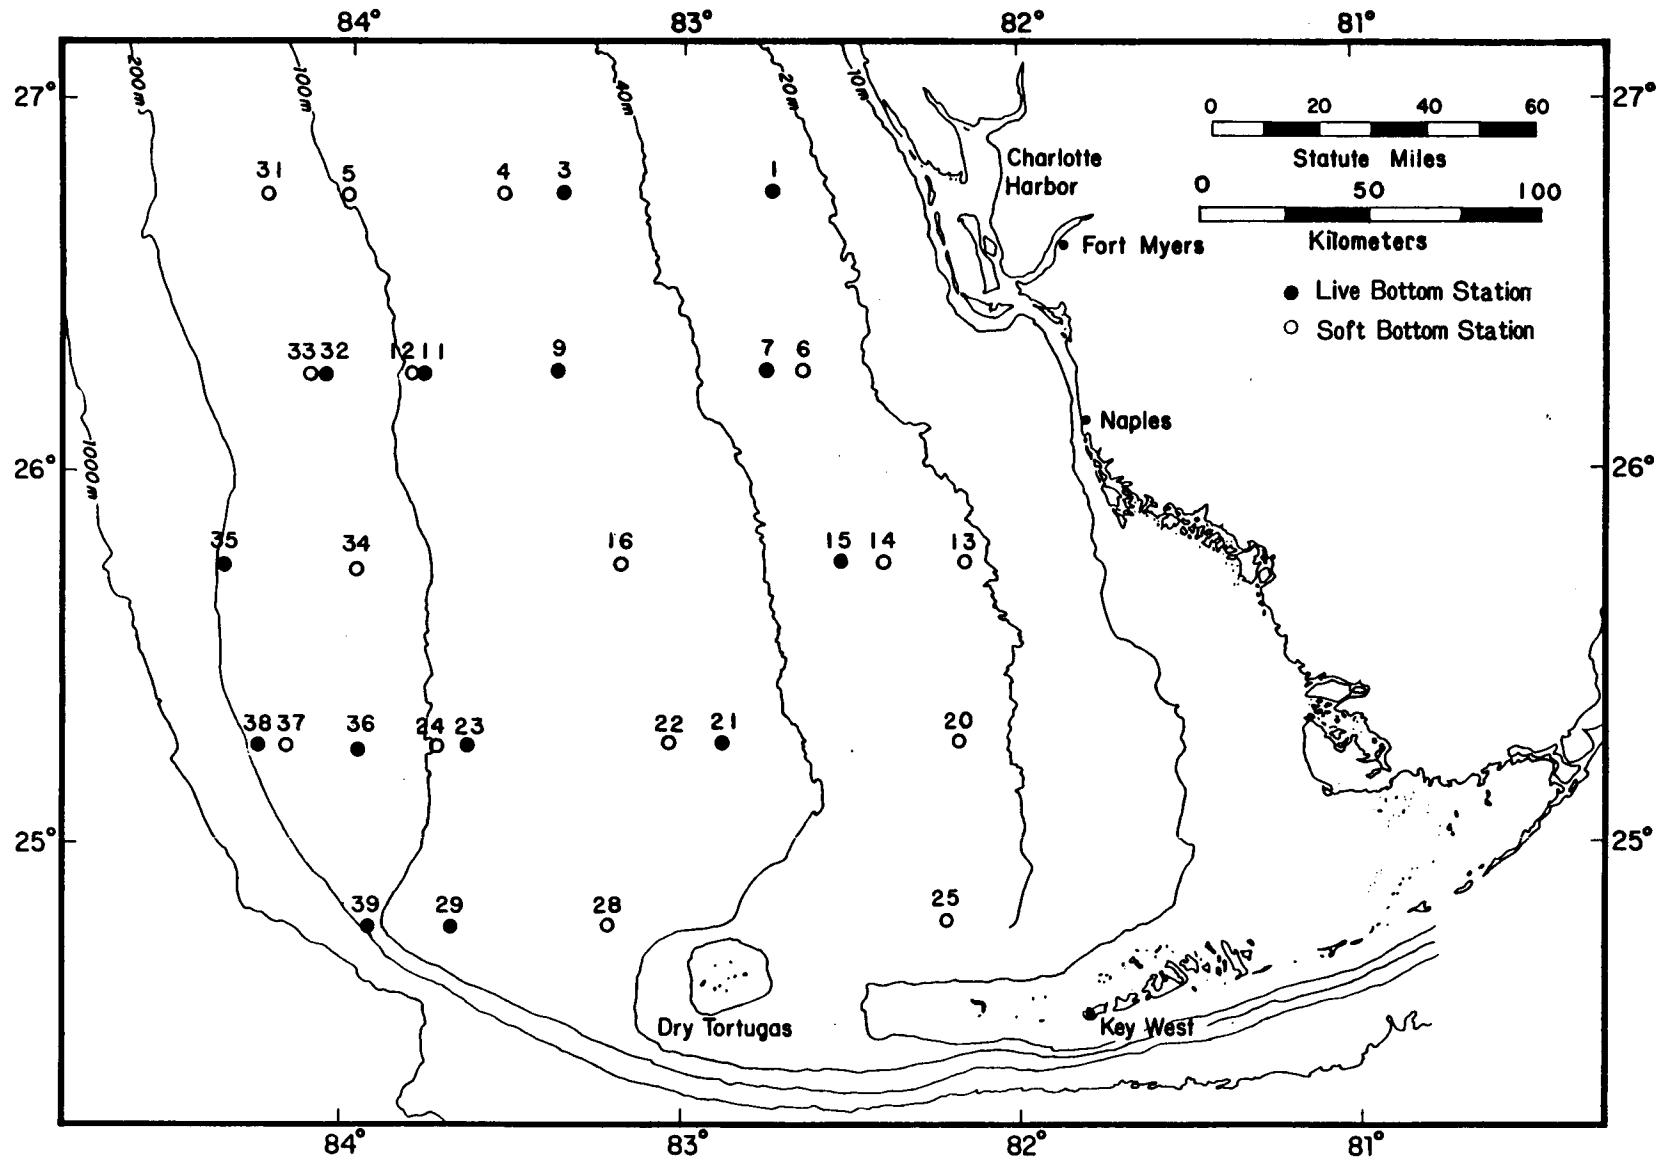 84° 83° 82° 81°
200m 100m 40m 20m 10m
27° 27°
0 20 40 60
Statute Miles
Charlotte
Harbor
0 50 100
Kilometers
31 5 4 3 1
Fort Myers
Live Bottom Station
Soft Bottom Station
33 32 12 11 9 7 6
Naples
1000m
26° 26°
35 34 16 15 14 13
38 37 36 24 23 22 21 20
25° 25°
39 29 28 25
Dry Tortugas
Key West
84° 83° 82° 81°